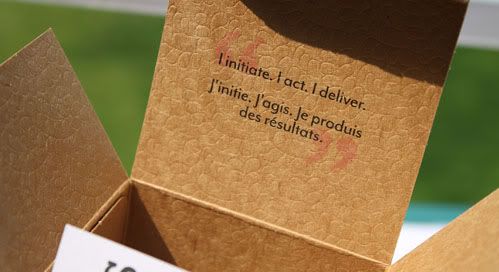 “
I initiate. I act. I deliver.
J'initie. J'agis. Je produis
des résultats.
”